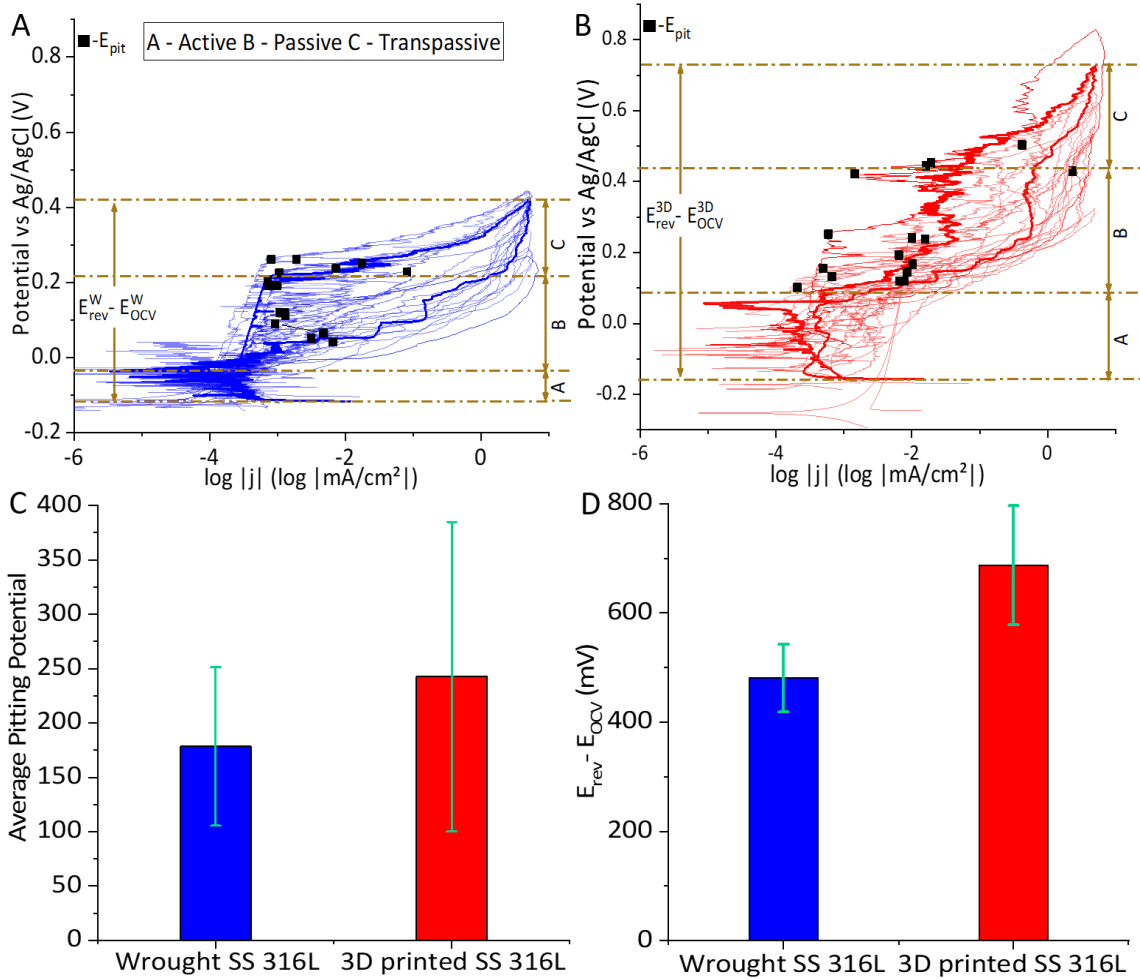 A
■-E_pit
A - Active B - Passive C - Transpassive
Potential vs Ag/AgCl (V)
0.8
0.6
0.4
0.2
0.0
-0.2
E^W_rev - E^W_OCV
C
B
A
-6
-4
-2
0
log |j| (log |mA/cm²|)
B
■-E_pit
Potential vs Ag/AgCl (V)
0.8
0.6
0.4
0.2
0.0
-0.2
E^3D_rev - E^3D_OCV
C
B
A
-6
-4
-2
0
log |j| (log |mA/cm²|)
C
Average Pitting Potential
400
350
300
250
200
150
100
50
0
Wrought SS 316L
3D printed SS 316L
D
E_rev - E_OCV (mV)
800
600
400
200
0
Wrought SS 316L
3D printed SS 316L